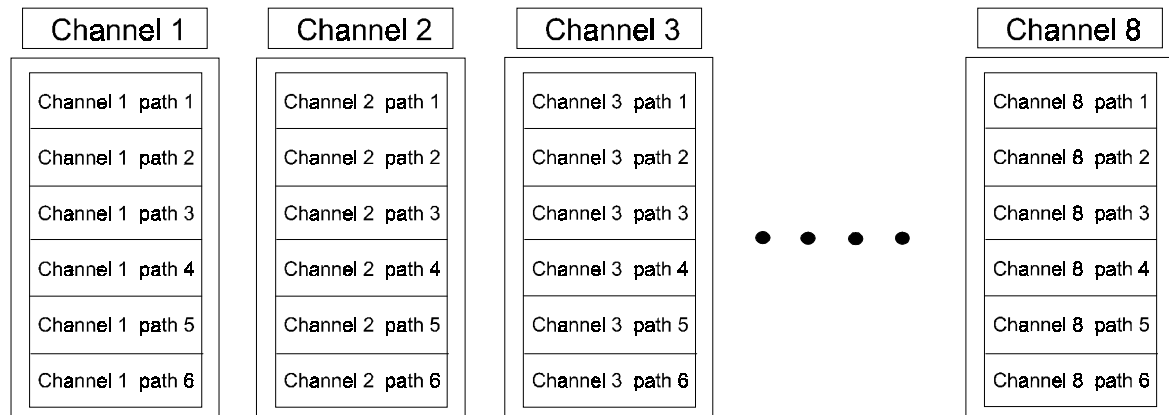 Channel 1
Channel 1 path 1
Channel 1 path 2
Channel 1 path 3
Channel 1 path 4
Channel 1 path 5
Channel 1 path 6
Channel 2
Channel 2 path 1
Channel 2 path 2
Channel 2 path 3
Channel 2 path 4
Channel 2 path 5
Channel 2 path 6
Channel 3
Channel 3 path 1
Channel 3 path 2
Channel 3 path 3
Channel 3 path 4
Channel 3 path 5
Channel 3 path 6
Channel 8
Channel 8 path 1
Channel 8 path 2
Channel 8 path 3
Channel 8 path 4
Channel 8 path 5
Channel 8 path 6